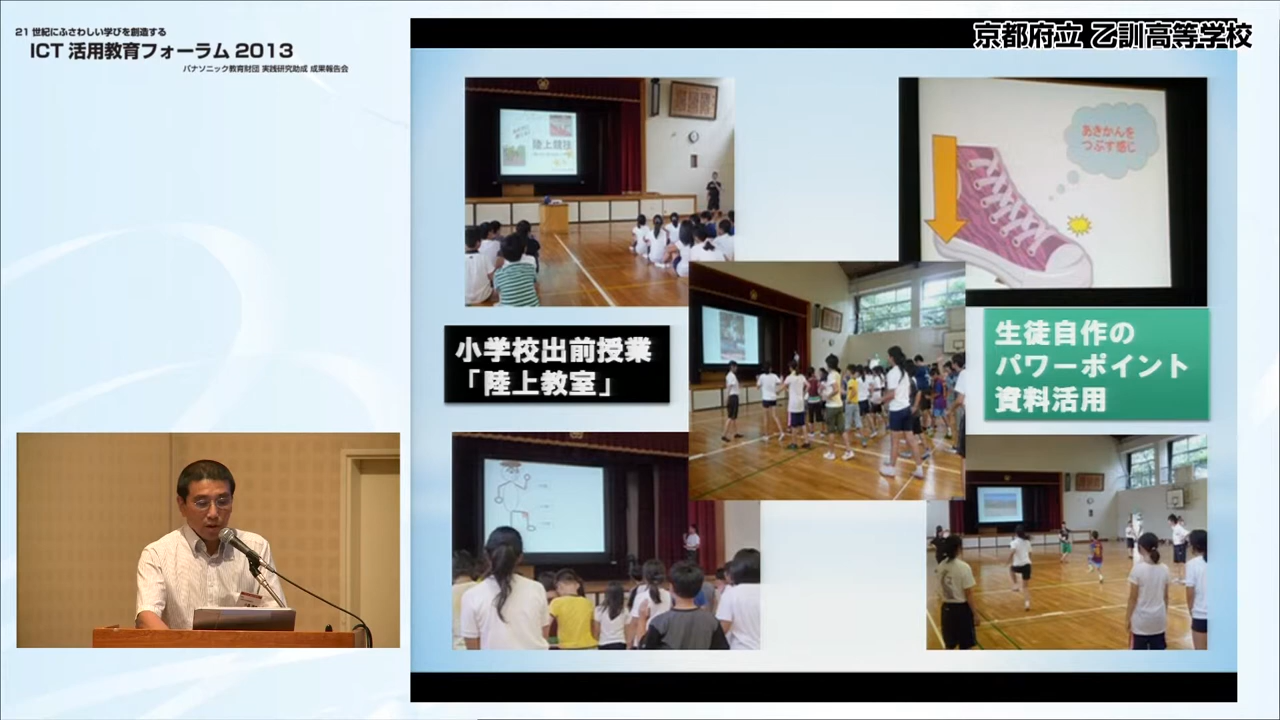 21世紀にふさわしい学びを創造する
ICT 活用教育フォーラム 2013
パナソニック教育財団 実践研究助成 成果報告会
京都府立 乙訓高等学校
陸上競技
あきかんを
つぶす感じ
小学校出前授業
「陸上教室」
生徒自作の
パワーポイント
資料活用